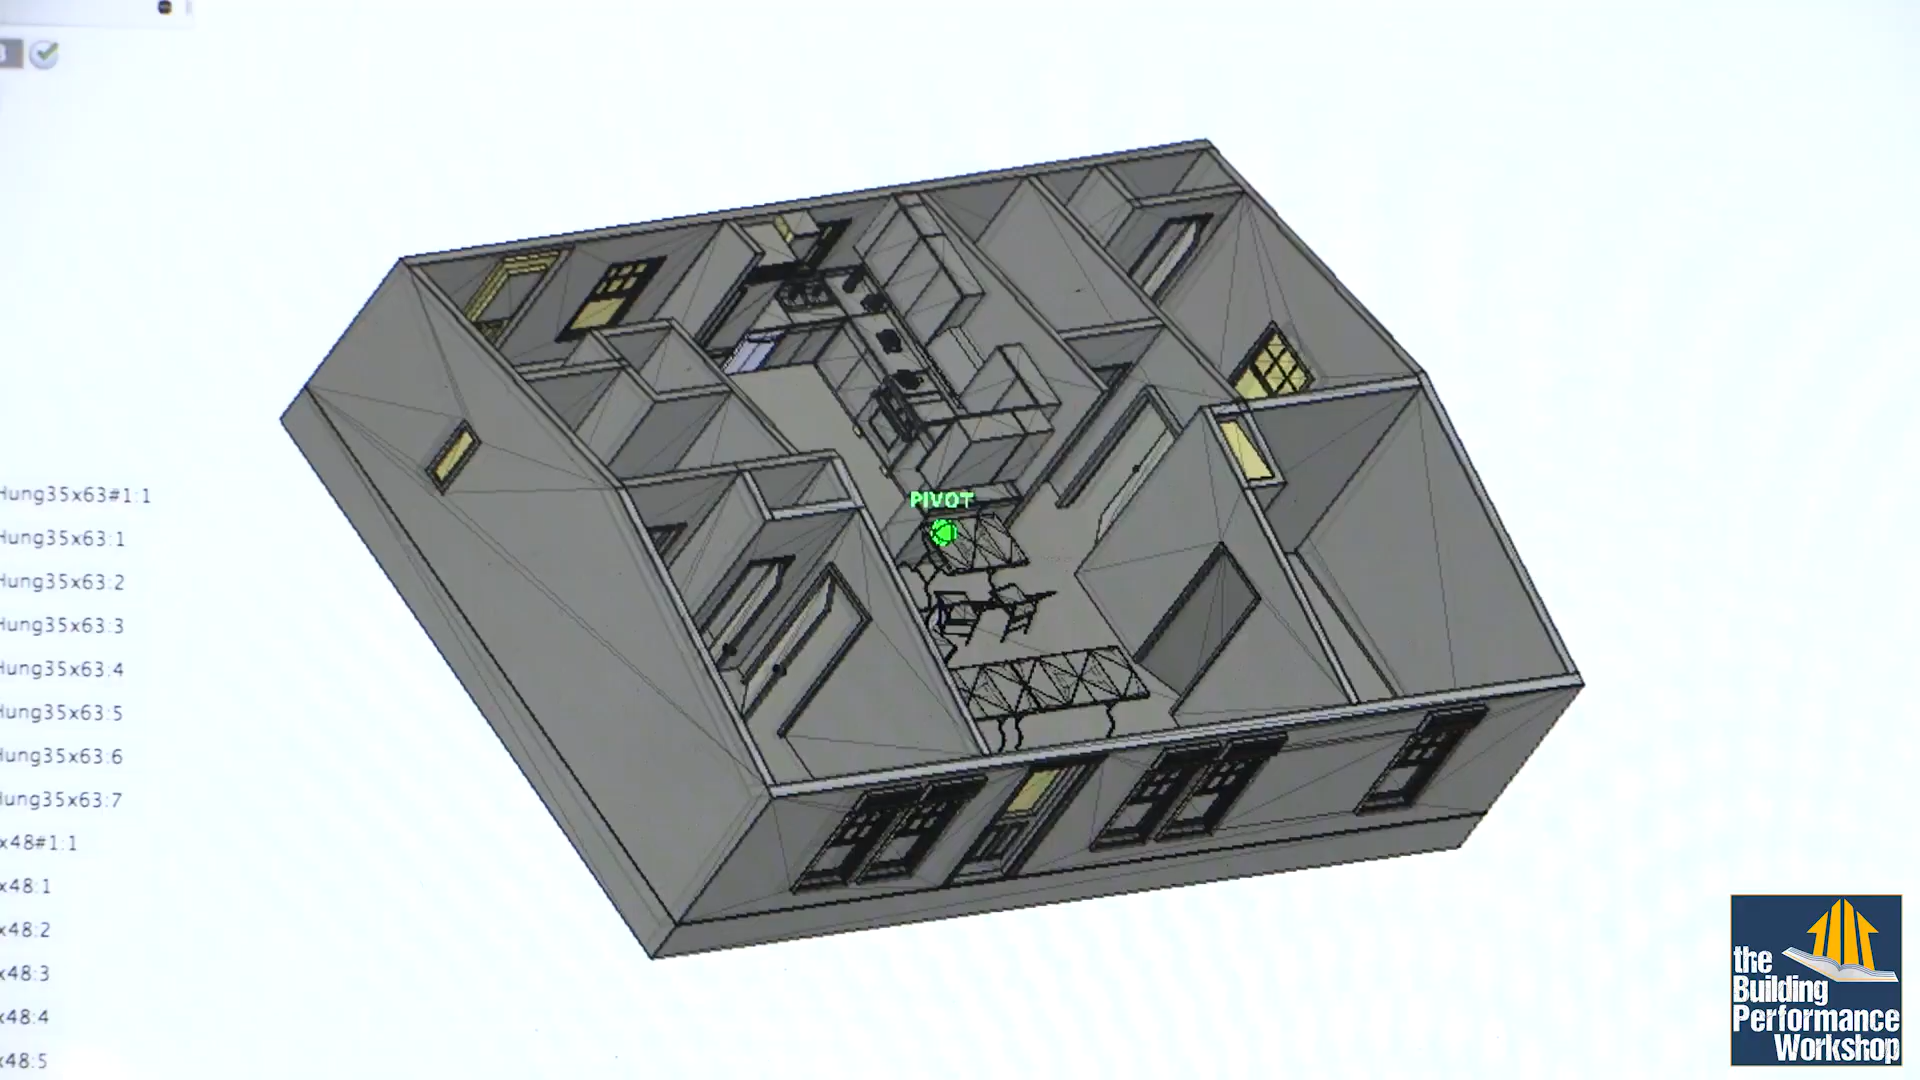 Hung35x63#1:1
Hung35x63:1
Hung35x63:2
Hung35x63:3
Hung35x63:4
Hung35x63:5
Hung35x63:6
Hung35x63:7
x48#1:1
x48:1
x48:2
x48:3
x48:4
x48:5
PIVOT
the
Building
Performance
Workshop